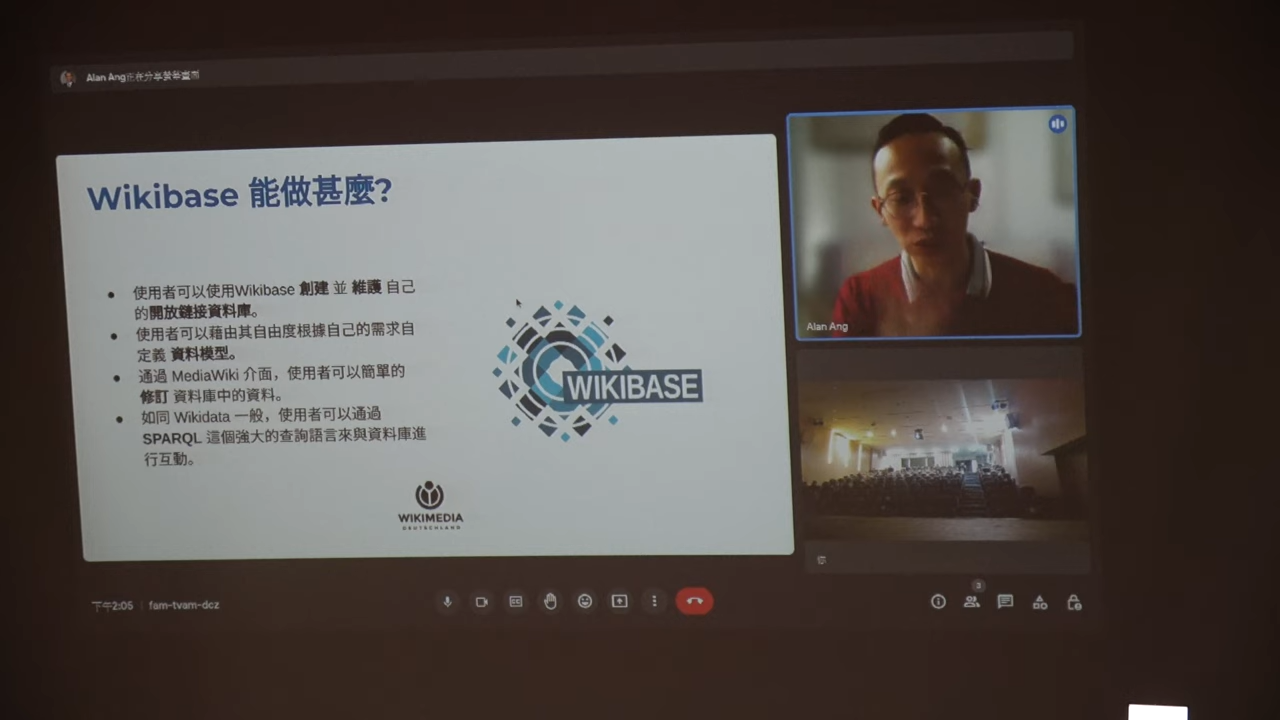 Alan Ang正在分享螢幕畫面
Wikibase 能做甚麼?
使用者可以使用Wikibase 創建 並 維護 自己
的開放鏈接資料庫。
使用者可以藉由其自由度根據自己的需求自
定義 資料模型。
通過 MediaWiki 介面，使用者可以簡單的
修訂 資料庫中的資料。
如同 Wikidata 一般，使用者可以通過
SPARQL 這個強大的查詢語言來與資料庫進
行互動。
WIKIBASE
WIKIMEDIA
DEUTSCHLAND
Alan Ang
下午2:05
fam-tvam-dcz
3